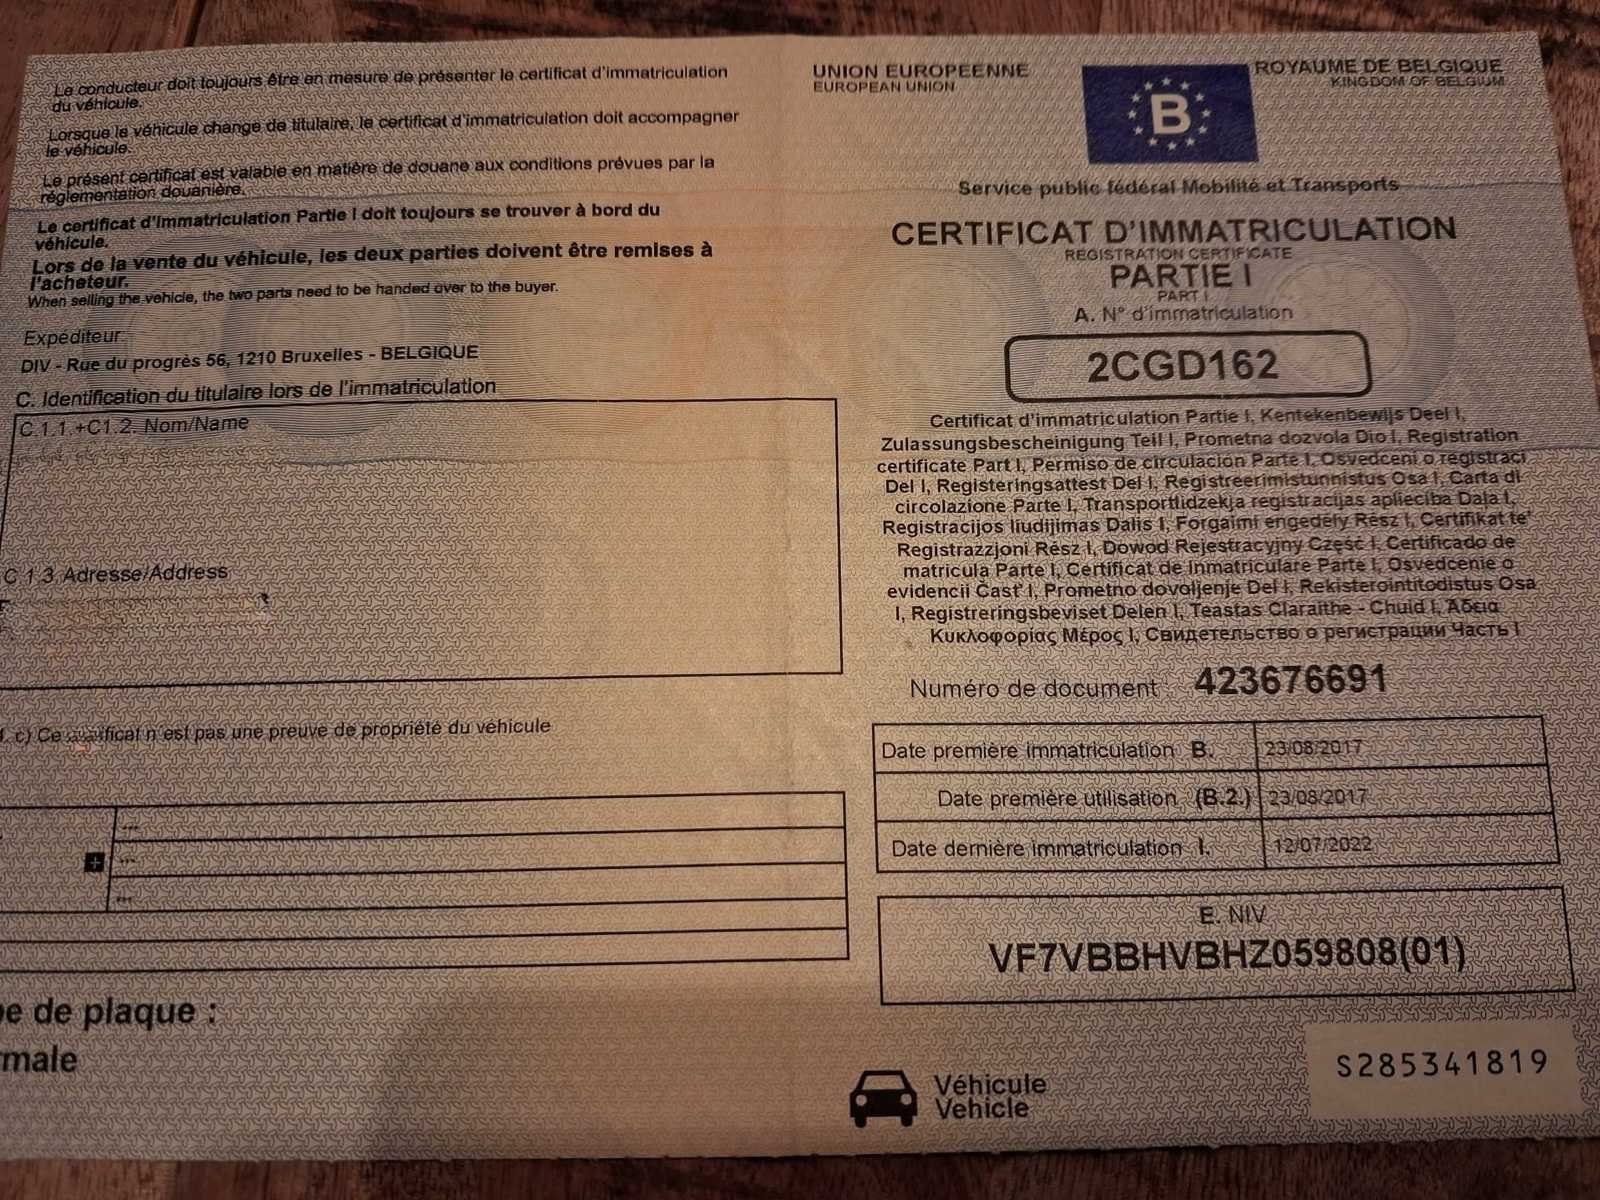 Le conducteur doit toujours être en mesure de présenter le certificat d'immatriculation
du véhicule.
Lorsque le véhicule change de titulaire, le certificat d'immatriculation doit accompagner
le véhicule.
Le présent certificat est valable en matière de douane aux conditions prévues par la
réglementation douanière.
Le certificat d'immatriculation Partie I doit toujours se trouver à bord du
véhicule.
Lors de la vente du véhicule, les deux parties doivent être remises à
l'acheteur.
When selling the vehicle, the two parts need to be handed over to the buyer.
Expéditeur:
DIV - Rue du progrès 56, 1210 Bruxelles - BELGIQUE
C. Identification du titulaire lors de l'immatriculation
C.1.1.+C1.2. Nom/Name
C.1.3. Adresse/Address
c) Ce n'est pas une preuve de propriété du véhicule
...
+ ...
...
e de plaque :
rmale
UNION EUROPEENNE
EUROPEAN UNION
B
ROYAUME DE BELGIQUE
KINGDOM OF BELGIUM
Service public fédéral Mobilité et Transports
CERTIFICAT D'IMMATRICULATION
REGISTRATION CERTIFICATE
PARTIE I
PART I
A. N° d'immatriculation
2CGD162
Certificat d'immatriculation Partie I, Kentekenbewijs Deel I,
Zulassungsbescheinigung Teil I, Prometna dozvola Dio I, Registration
certificate Part I, Permiso de circulación Parte I, Osvedceni o registraci
Del I, Registeringsattest Del I, Registreerimistunnistus Osa I, Carta di
circolazione Parte I, Transportlidzekja registracijas aplieciba Daļa I,
Registracijos liudijimas Dalis I, Forgalmi engedély Rész I, Certifikat te'
Registrazzjoni Rész I, Dowod Rejestracyjny Część I, Certificado de
matricula Parte I, Certificat de Inmatriculare Parte I, Osvedcenie o
evidencii Časť I, Prometno dovoljenje Del I, Rekisterointitodistus Osa
I, Registreringsbeviset Delen I, Teastas Claraithe - Chuid I, Άδεια
Κυκλοφορίας Μέρος I, Свидетельство о регистрации Часть I
Numéro de document : 423676691
Date première immatriculation B. 23/08/2017
Date première utilisation (B.2.) 23/08/2017
Date dernière immatriculation I. 12/07/2022
E. NIV
VF7VBBHVBHZ059808(01)
S285341819
Véhicule
Vehicle